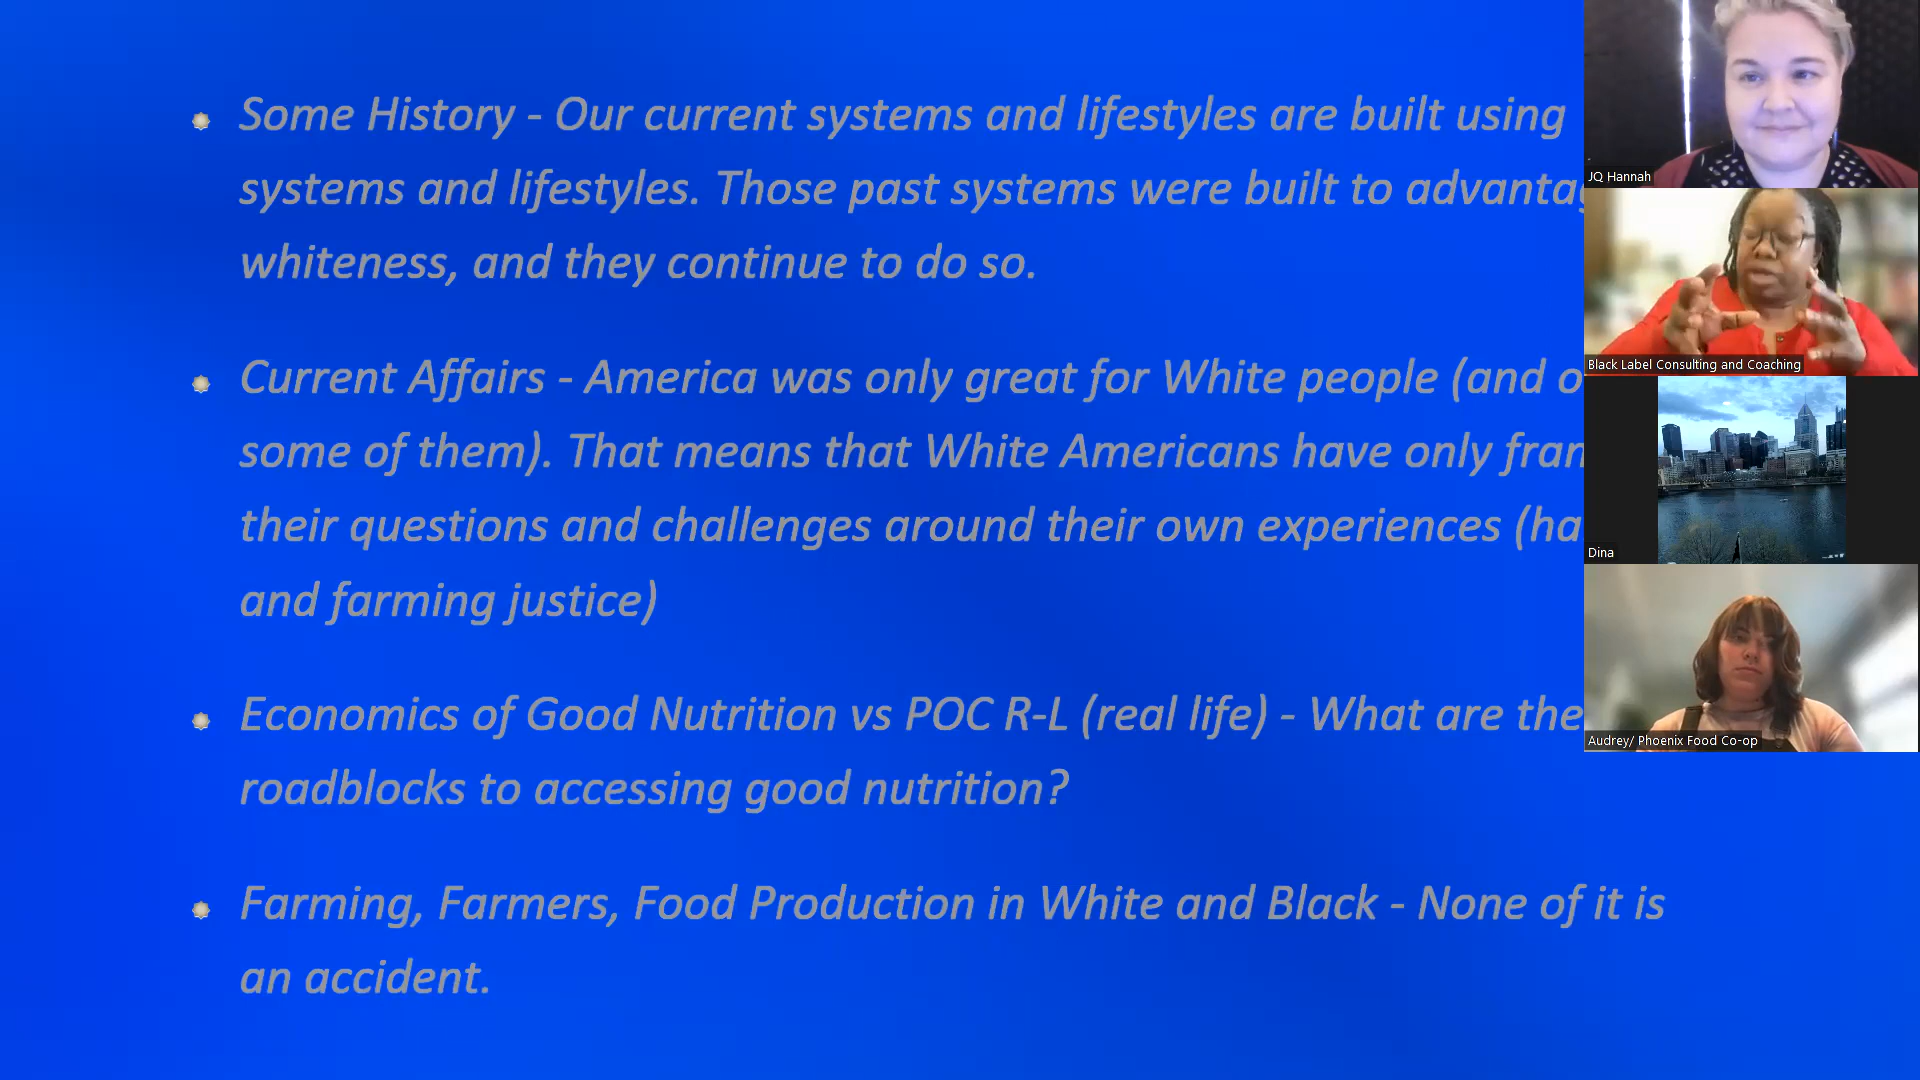 Some History - Our current systems and lifestyles are built using
systems and lifestyles. Those past systems were built to
whiteness, and they continue to do so.
Current Affairs - America was only great for White people (and
some of them). That means that White Americans have only
their questions and challenges around their own experiences
and farming justice)
Economics of Good Nutrition vs POC R-L (real life) - What are the
roadblocks to accessing good nutrition?
Farming, Farmers, Food Production in White and Black - None of it is
an accident.
JQ Hannah
Black Label Consulting and Coaching
Dina
Audrey/ Phoenix Food Co-op